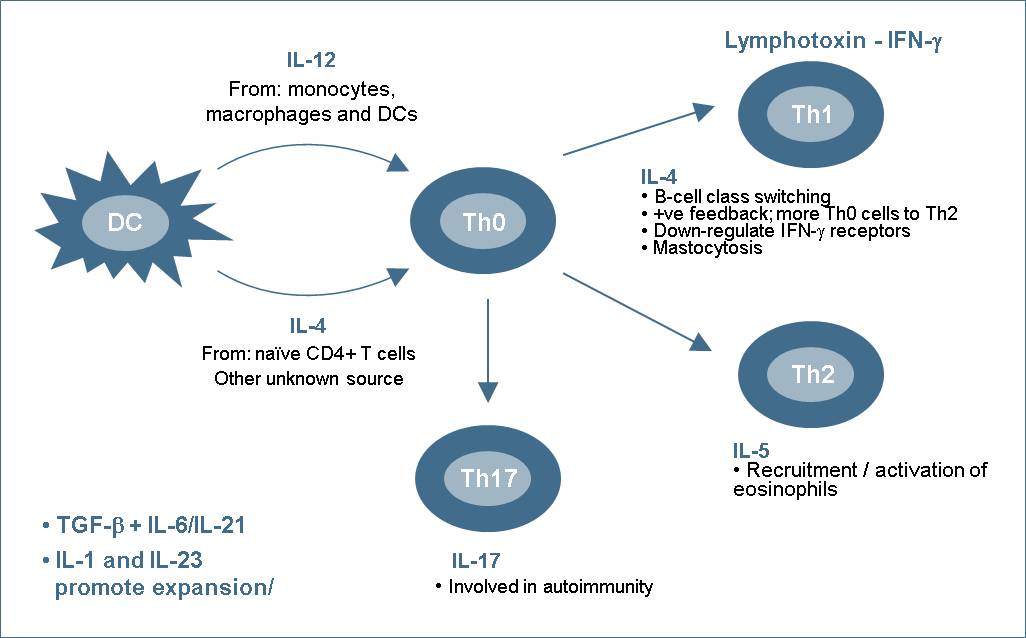 Lymphotoxin - IFN-γ
IL-12
From: monocytes,
macrophages and DCs
Th1
DC
Th0
IL-4
• B-cell class switching
• +ve feedback; more Th0 cells to Th2
• Down-regulate IFN-γ receptors
• Mastocytosis
IL-4
From: naïve CD4+ T cells
Other unknown source
Th2
IL-5
• Recruitment / activation of
eosinophils
Th17
IL-17
• Involved in autoimmunity
• TGF-β + IL-6/IL-21
• IL-1 and IL-23
promote expansion/